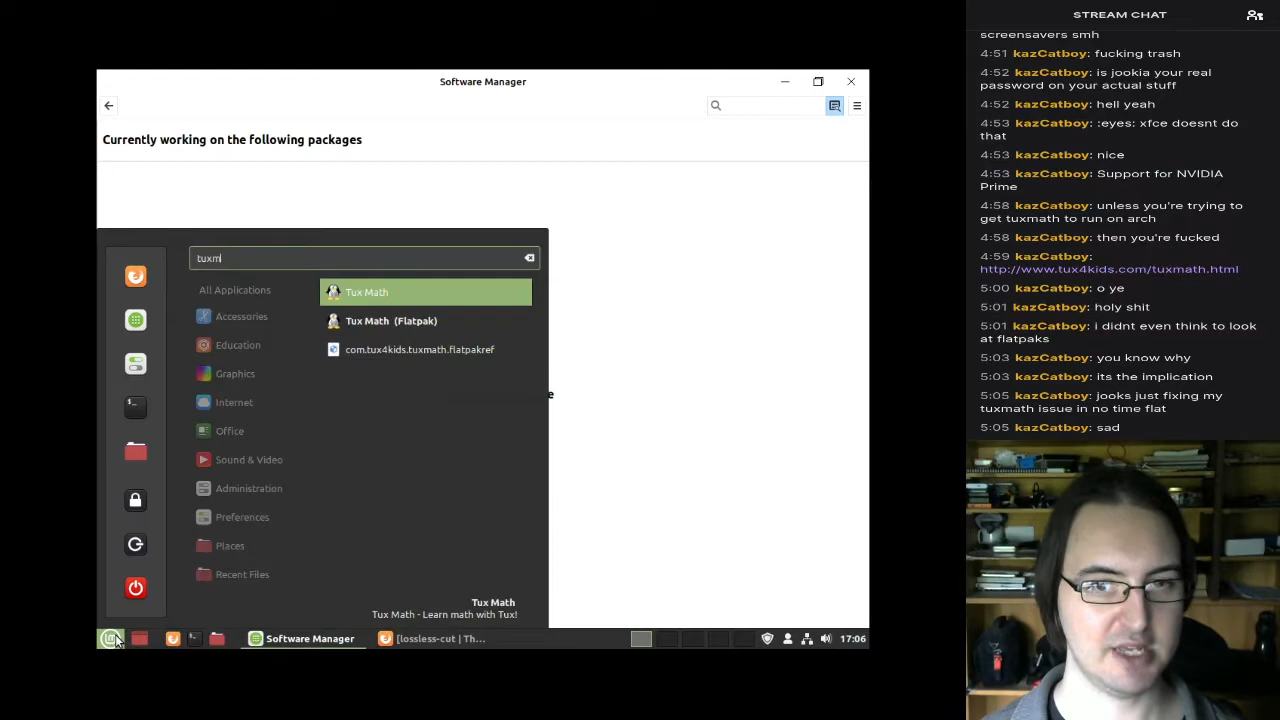 Software Manager
Currently working on the following packages
tuxm
All Applications
Accessories
Education
Graphics
Internet
Office
Sound & Video
Administration
Preferences
Places
Recent Files
Tux Math
Tux Math (Flatpak)
com.tux4kids.tuxmath.flatpakref
e
Tux Math
Tux Math - Learn math with Tux!
Software Manager
[lossless-cut | Th...
17:06
STREAM CHAT
screensavers smh
4:51 kazCatboy: fucking trash
4:52 kazCatboy: is jookia your real
password on your actual stuff
4:52 kazCatboy: hell yeah
4:53 kazCatboy: :eyes: xfce doesnt do
that
4:53 kazCatboy: nice
4:53 kazCatboy: Support for NVIDIA
Prime
4:58 kazCatboy: unless you're trying to
get tuxmath to run on arch
4:58 kazCatboy: then you're fucked
4:59 kazCatboy:
http://www.tux4kids.com/tuxmath.html
5:00 kazCatboy: o ye
5:01 kazCatboy: holy shit
5:01 kazCatboy: i didnt even think to look
at flatpaks
5:03 kazCatboy: you know why
5:03 kazCatboy: its the implication
5:05 kazCatboy: jooks just fixing my
tuxmath issue in no time flat
5:05 kazCatboy: sad